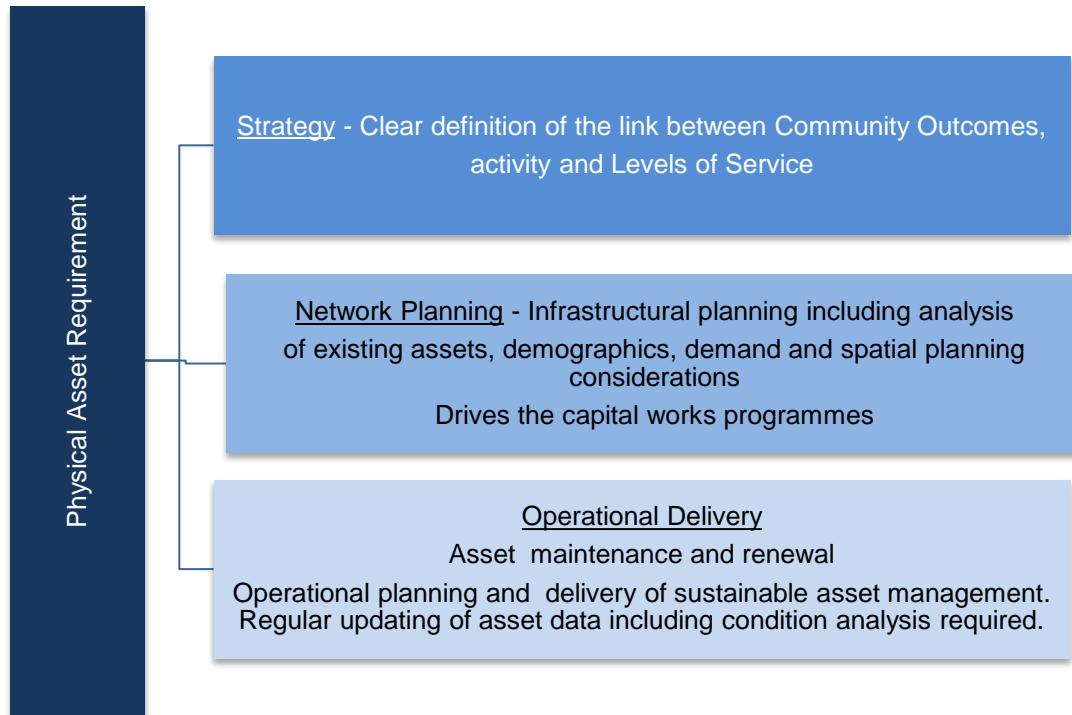 Physical Asset Requirement
Strategy - Clear definition of the link between Community Outcomes,
activity and Levels of Service
Network Planning - Infrastructural planning including analysis
of existing assets, demographics, demand and spatial planning
considerations
Drives the capital works programmes
Operational Delivery
Asset maintenance and renewal
Operational planning and delivery of sustainable asset management.
Regular updating of asset data including condition analysis required.